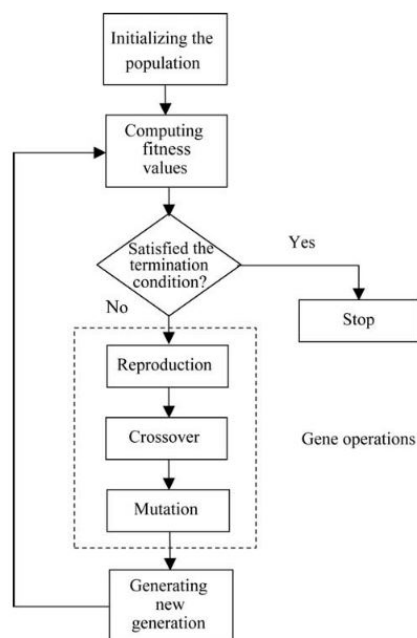 Initializing the
population
Computing
fitness
values
Satisfied the
termination
condition?
Yes
No
Stop
Reproduction
Crossover
Gene operations
Mutation
Generating
new
generation